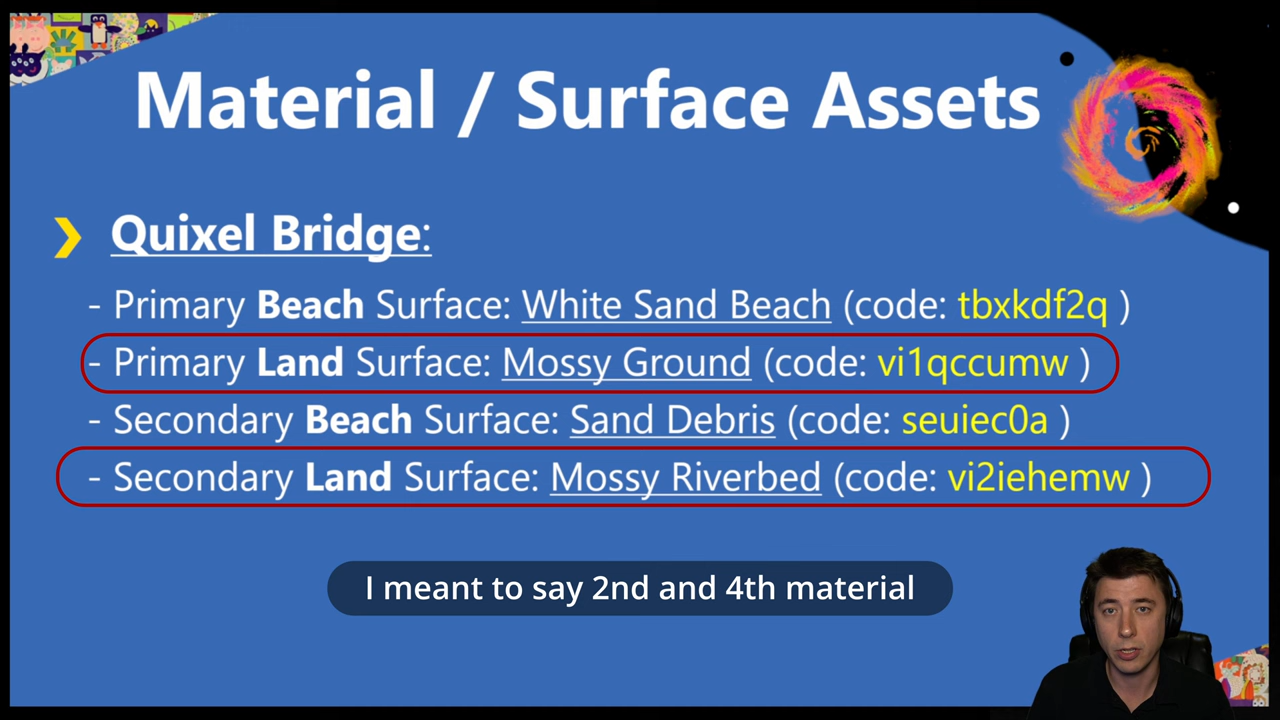 Material / Surface Assets
Quixel Bridge:
- Primary Beach Surface: White Sand Beach (code: tbxkdf2q )
- Primary Land Surface: Mossy Ground (code: vi1qccumw )
- Secondary Beach Surface: Sand Debris (code: seuiec0a )
- Secondary Land Surface: Mossy Riverbed (code: vi2iehemw )
I meant to say 2nd and 4th material